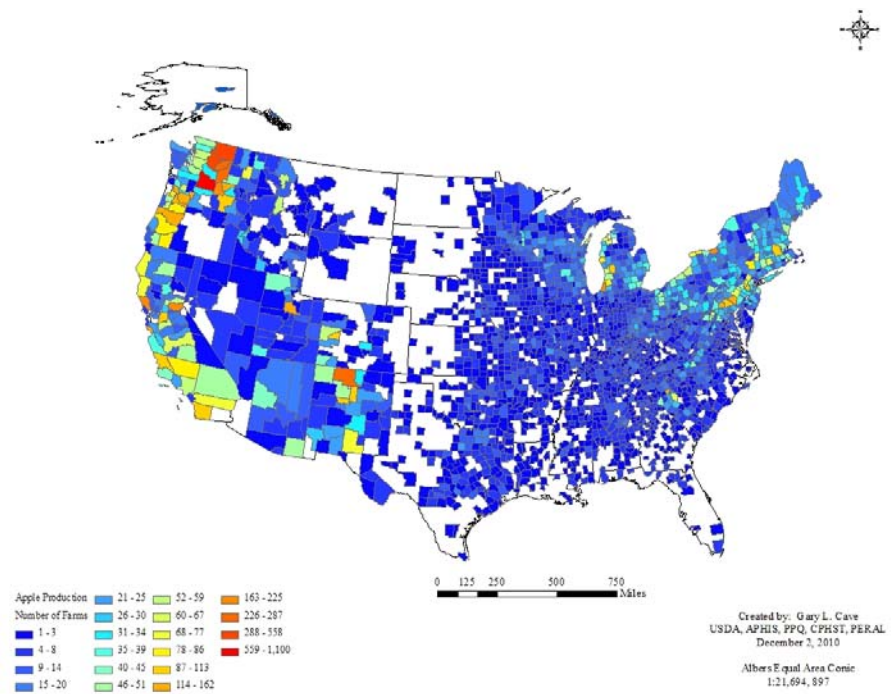 Apple Production
Number of Farms
1 - 3
4 - 8
9 - 14
15 - 20
21 - 25
26 - 30
31 - 34
35 - 39
40 - 45
46 - 51
52 - 59
60 - 67
68 - 77
78 - 86
87 - 113
114 - 162
163 - 225
226 - 287
288 - 558
559 - 1,100
0 125 250 500 750
Miles
Created by: Gary L. Cave
USDA, APHIS, PPQ, CPHST, PERAL
December 2, 2010
Albers Equal Area Conic
1:21,694, 897